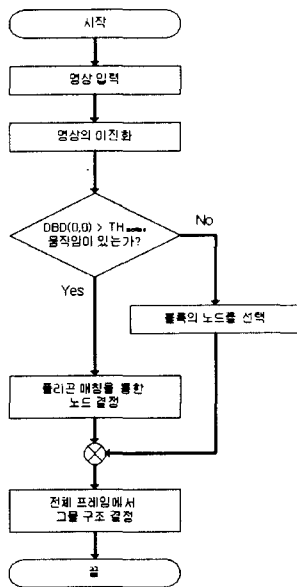 시작
영상 입력
영상의 이진화
DBD(0,0) > TH
움직임이 있는가?
No
Yes
블록의 노드를 선택
폴리곤 매칭을 통한
노드 결정
전체 프레임에서
그물 구조 결정
끝